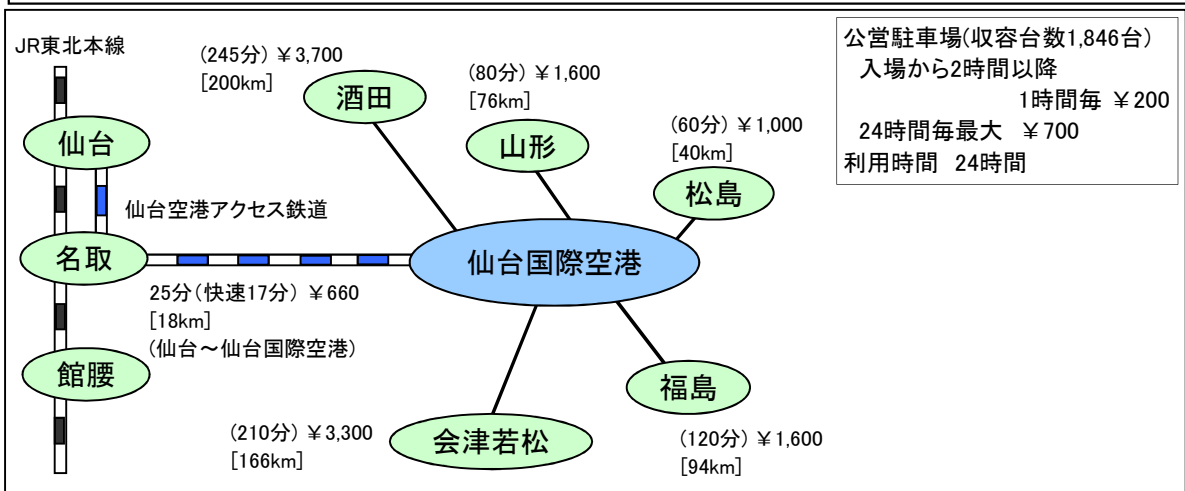 JR東北本線
(245分) ¥3,700
[200km]
酒田
(80分) ¥1,600
[76km]
山形
(60分) ¥1,000
[40km]
松島
公営駐車場(収容台数1,846台)
入場から2時間以降
1時間毎 ¥200
24時間毎最大 ¥700
利用時間 24時間
仙台
仙台空港アクセス鉄道
名取
仙台国際空港
25分(快速17分) ¥660
[18km]
(仙台～仙台国際空港)
館腰
福島
(120分) ¥1,600
[94km]
(210分) ¥3,300
[166km]
会津若松